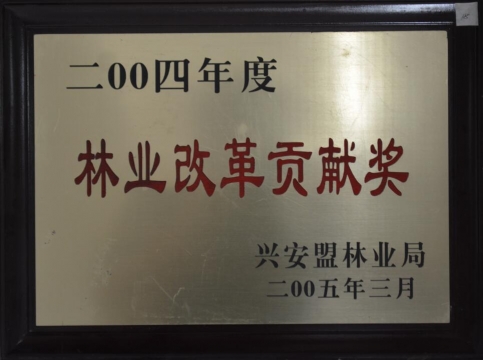 二00四年度
林业改革贡献奖
兴安盟林业局
二00五年三月